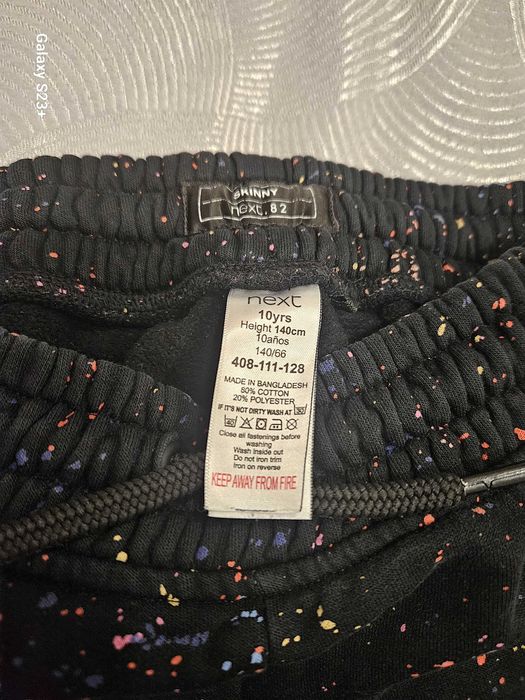 Galaxy S23+
SKINNY
next.82
next
10yrs
Height 140cm
10años
140/66
408-111-128
MADE IN BANGLADESH
80% COTTON
20% POLYESTER
IF IT'S NOT DIRTY WASH AT 30
40
Close all fastenings before
washing
Wash inside out
Do not iron trim
Iron on reverse
KEEP AWAY FROM FIRE